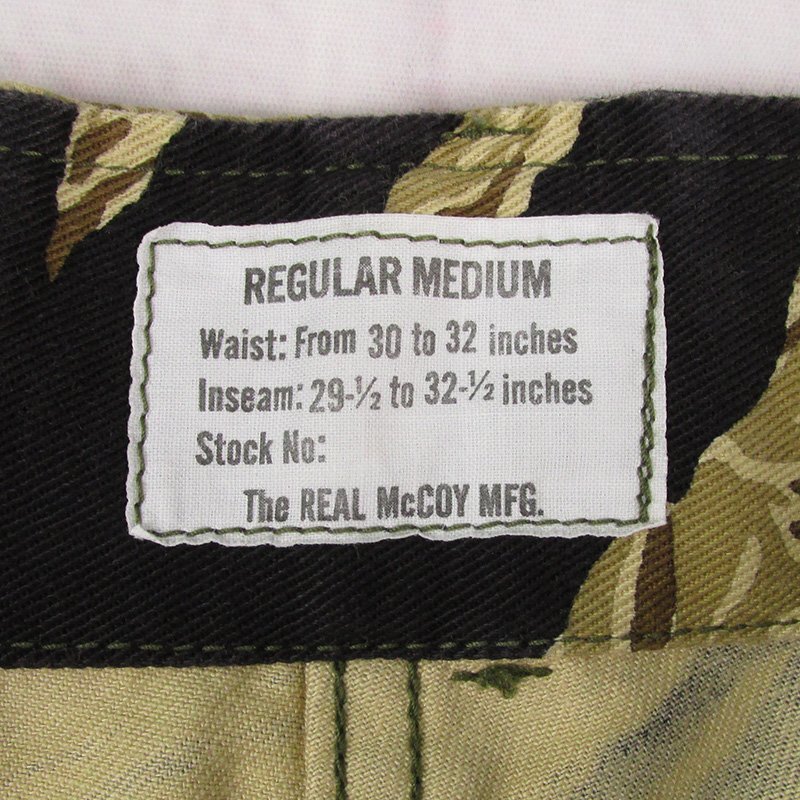 REGULAR MEDIUM
Waist: From 30 to 32 inches
Inseam: 29-½ to 32-½ inches
Stock No:
The REAL McCOY MFG.